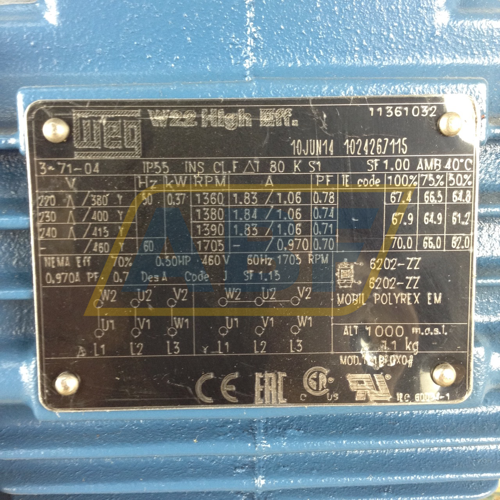 WEG W22 High Eff. 11361032
10JUN14 1024267115
3~71-04 IP55 INS CL.F ΔT 80 K S1 SF 1.00 AMB 40°C
V Hz kW RPM A PF IE code 100% 75% 50%
220 Δ/380 Y 50 0.37 1360 1.83/1.06 0.78 67.4 66.5
230 Δ/400 Y 1380 1.84/1.06 0.74 67.9 64.9
240 Δ/415 Y 1390 1.83/1.06 0.71
- /460 Y 60 1705 - /0.970 0.70 70.0 66.0
NEMA Eff 70% 0.50HP 460V 60Hz 1705 RPM
0.970A PF 0.7 Des A Code J SF 1.15
6202-ZZ
6202-ZZ
MOBIL POLYREX EM
W2 U2 V2 W2 U2 V2
U1 V1 W1 U1 V1 W1
Δ L1 L2 L3 Y L1 L2 L3
ALT 1000 m.a.s.l.
kg
CE EAC C US C US